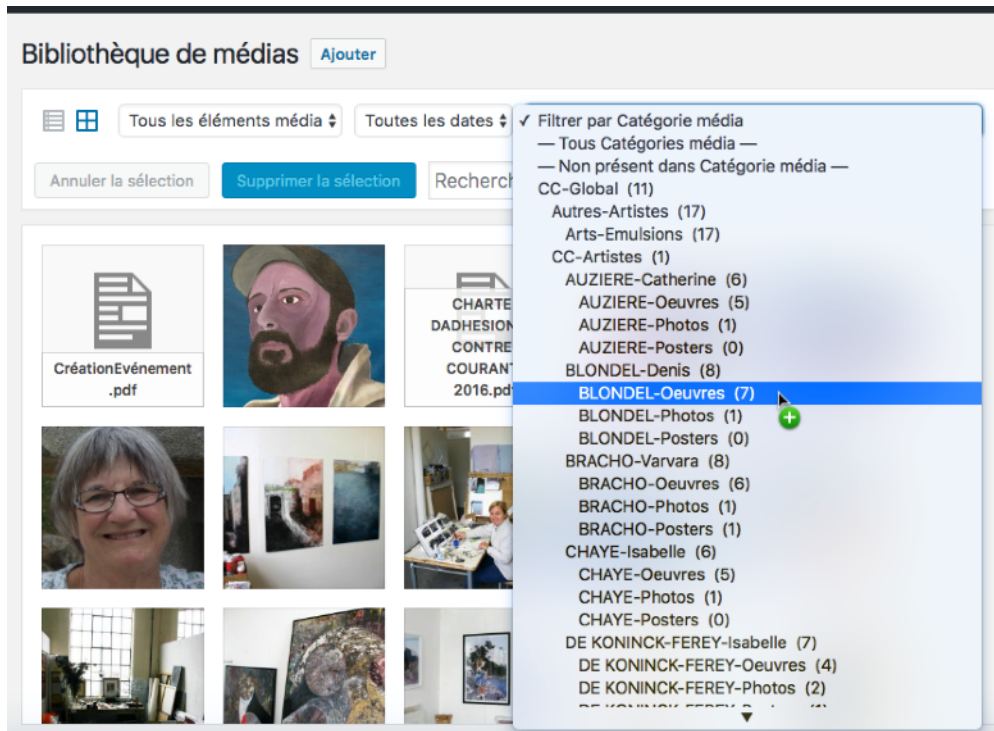 Bibliothèque de médias Ajouter
Tous les éléments média Toutes les dates ✓ Filtrer par Catégorie média
— Tous Catégories média —
— Non présent dans Catégorie média —
Annuler la sélection Supprimer la sélection Recherch
CC-Global (11)
Autres-Artistes (17)
Arts-Emulsions (17)
CC-Artistes (1)
AUZIERE-Catherine (6)
AUZIERE-Oeuvres (5)
AUZIERE-Photos (1)
AUZIERE-Posters (0)
BLONDEL-Denis (8)
BLONDEL-Oeuvres (7)
BLONDEL-Photos (1)
BLONDEL-Posters (0)
BRACHO-Varvara (8)
BRACHO-Oeuvres (6)
BRACHO-Photos (1)
BRACHO-Posters (1)
CHAYE-Isabelle (6)
CHAYE-Oeuvres (5)
CHAYE-Photos (1)
CHAYE-Posters (0)
DE KONINCK-FEREY-Isabelle (7)
DE KONINCK-FEREY-Oeuvres (4)
DE KONINCK-FEREY-Photos (2)
CréationEvénement
.pdf
CHARTE
DADHESION
CONTRE
COURAN
2016.pd